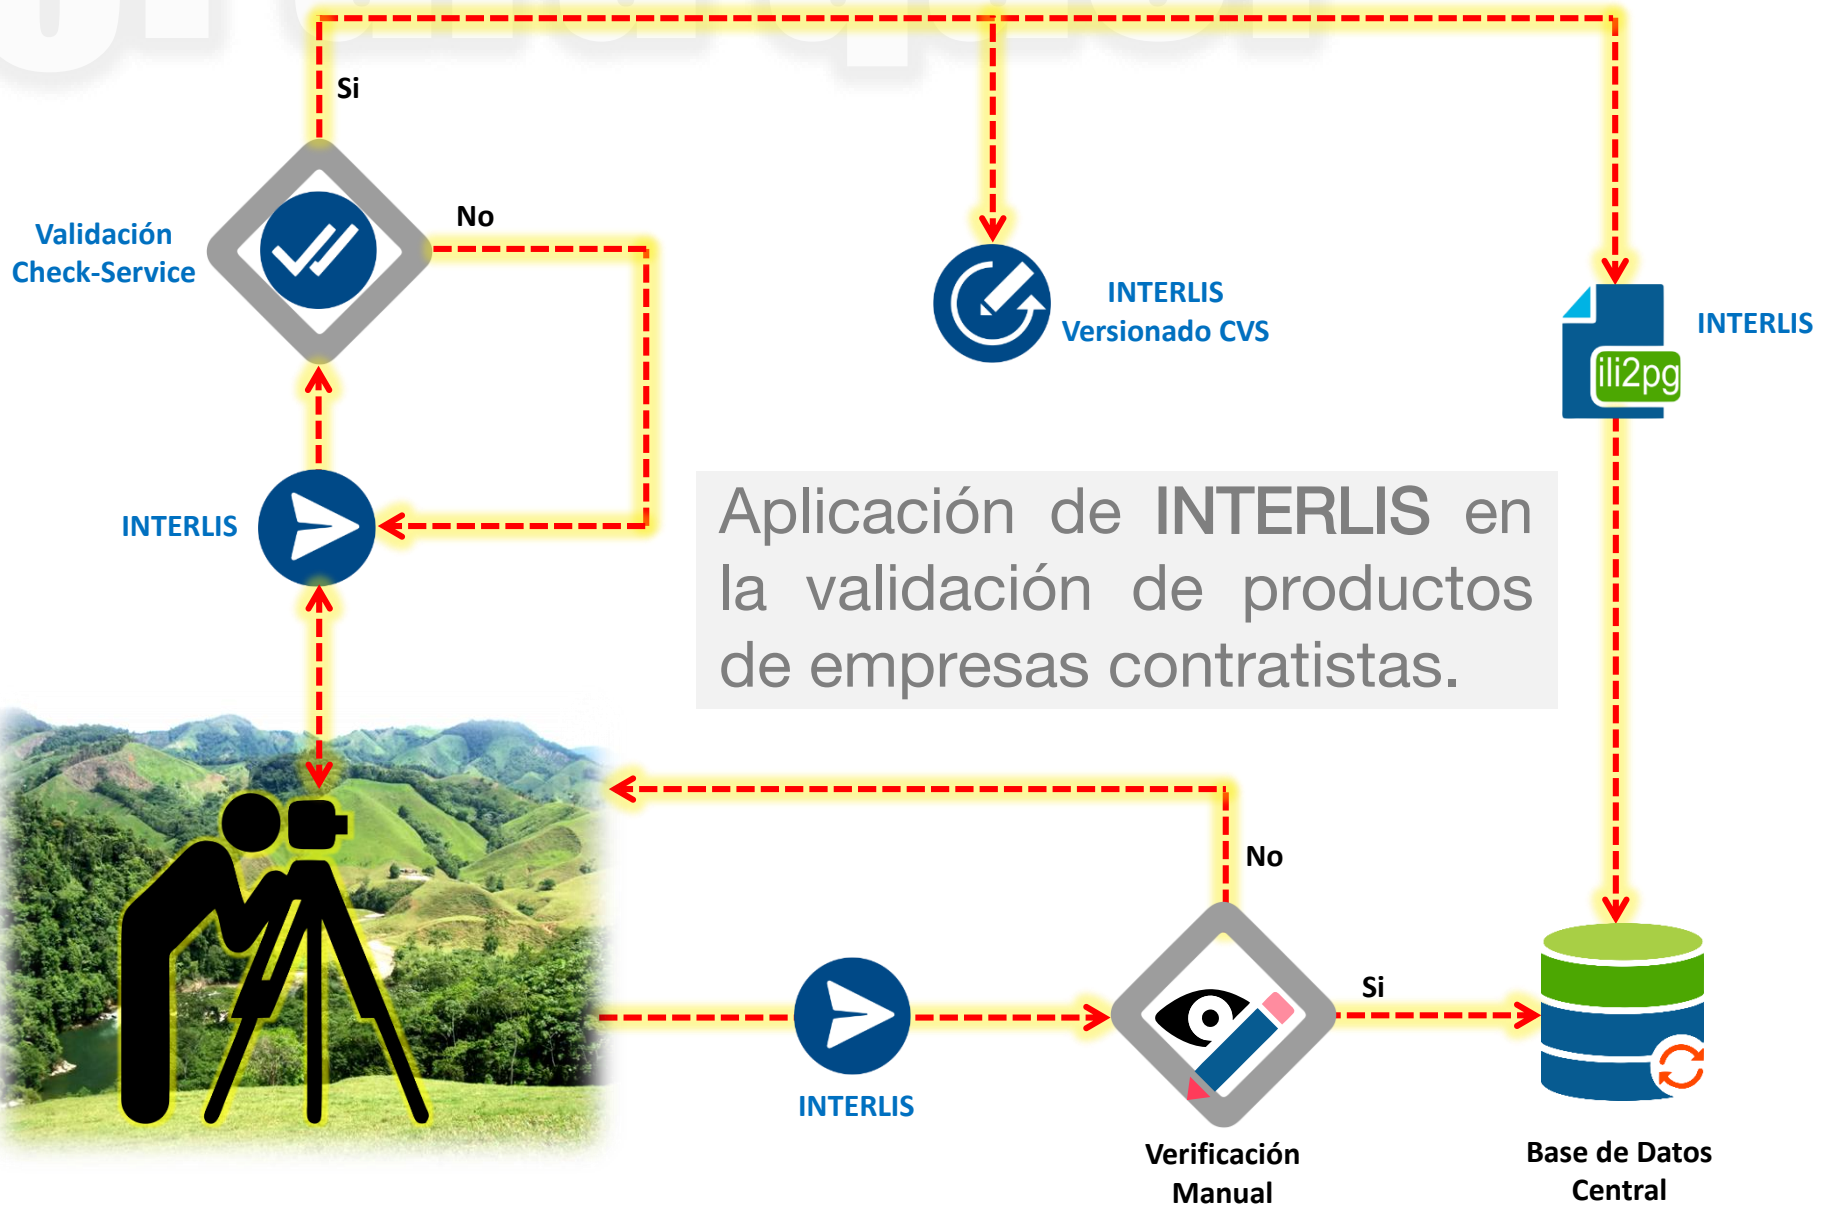 Si
No
Validación
Check-Service
INTERLIS
Versionado CVS
INTERLIS
ili2pg
INTERLIS
Aplicación de INTERLIS en
la validación de productos
de empresas contratistas.
No
Si
INTERLIS
Verificación
Manual
Base de Datos
Central